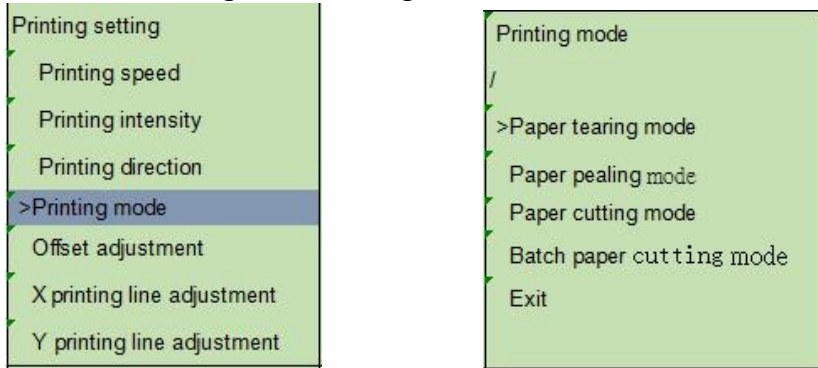 Printing setting
Printing speed
Printing intensity
Printing direction
>Printing mode
Offset adjustment
X printing line adjustment
Y printing line adjustment
Printing mode
/
>Paper tearing mode
Paper pealing mode
Paper cutting mode
Batch paper cutting mode
Exit